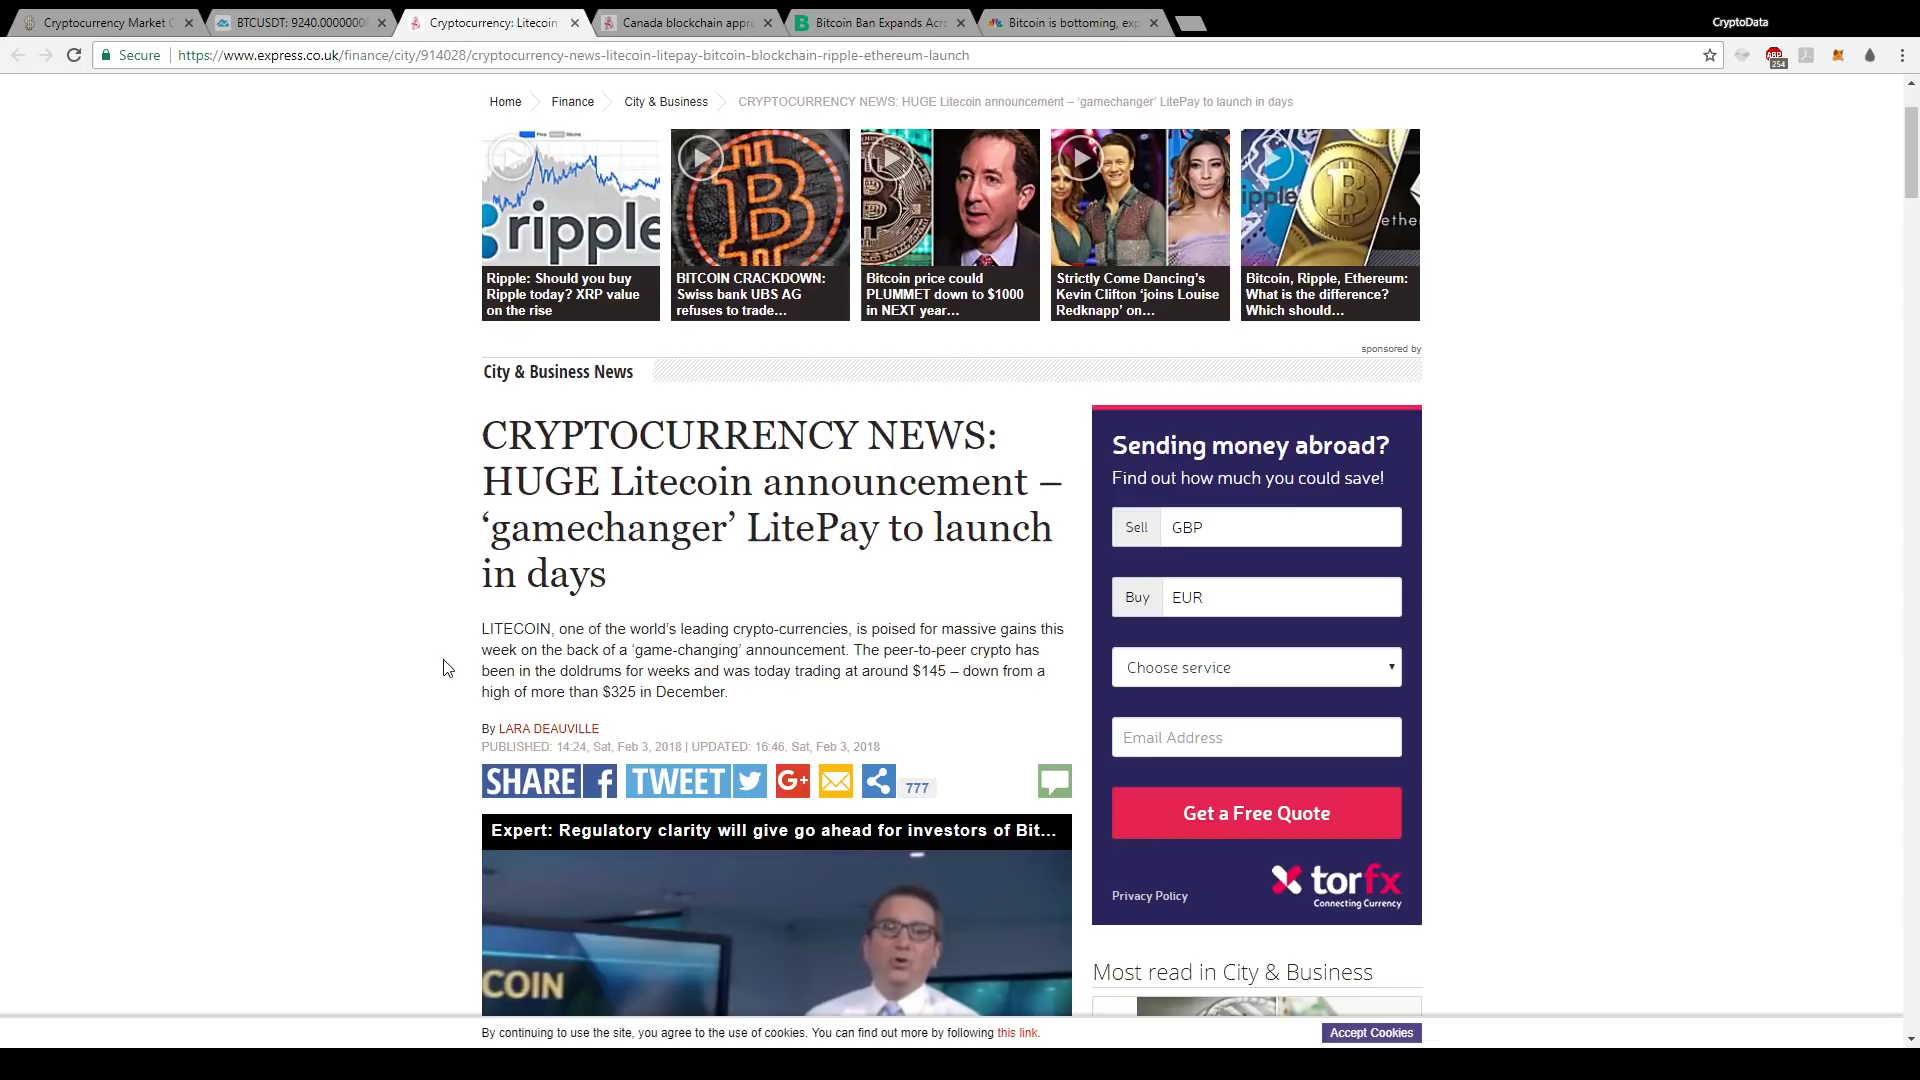 Cryptocurrency Market C
BTCUSDT: 9240.0000000
Cryptocurrency: Litecoin
Canada blockchain appr
Bitcoin Ban Expands Acr
Bitcoin is bottoming, exp
CryptoData
Secure
https://www.express.co.uk/finance/city/914028/cryptocurrency-news-litecoin-litepay-bitcoin-blockchain-ripple-ethereum-launch
ABP
254
Home
Finance
City & Business
CRYPTOCURRENCY NEWS: HUGE Litecoin announcement – ‘gamechanger’ LitePay to launch in days
ripple
ipple
ethe
Ripple: Should you buy
Ripple today? XRP value
on the rise
BITCOIN CRACKDOWN:
Swiss bank UBS AG
refuses to trade...
Bitcoin price could
PLUMMET down to $1000
in NEXT year...
Strictly Come Dancing’s
Kevin Clifton ‘joins Louise
Redknapp’ on...
Bitcoin, Ripple, Ethereum:
What is the difference?
Which should...
sponsored by
City & Business News
CRYPTOCURRENCY NEWS:
HUGE Litecoin announcement –
‘gamechanger’ LitePay to launch
in days
LITECOIN, one of the world’s leading crypto-currencies, is poised for massive gains this
week on the back of a ‘game-changing’ announcement. The peer-to-peer crypto has
been in the doldrums for weeks and was today trading at around $145 – down from a
high of more than $325 in December.
By LARA DEAUVILLE
PUBLISHED: 14:24, Sat, Feb 3, 2018 | UPDATED: 16:46, Sat, Feb 3, 2018
SHARE f
TWEET
G+
777
Expert: Regulatory clarity will give go ahead for investors of Bit...
COIN
Sending money abroad?
Find out how much you could save!
Sell GBP
Buy EUR
Choose service
Email Address
Get a Free Quote
Privacy Policy
torfx
Connecting Currency
Most read in City & Business
By continuing to use the site, you agree to the use of cookies. You can find out more by following this link.
Accept Cookies